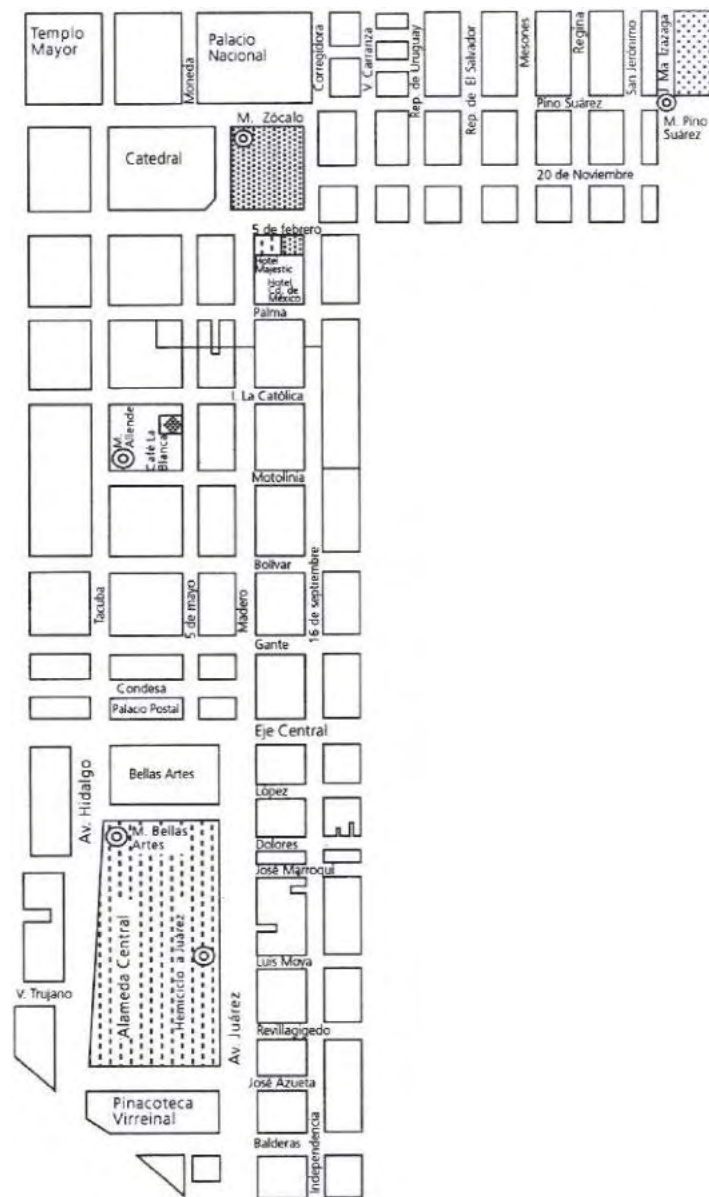 Templo
Mayor
Moneda
Palacio
Nacional
Corregidora
V. Carranza
Rep. de Uruguay
Rep. de El Salvador
Mesones
Regina
San Jerónimo
J Ma Izazaga
Pino Suárez
M. Pino
Suárez
M. Zócalo
Catedral
20 de Noviembre
5 de febrero
Hotel
Majestic
Hotel
Cd. de
México
Palma
I. La Católica
M.
Allende
Café La
Blanca
Motolinia
Bolívar
Tacuba
5 de mayo
Madero
16 de septiembre
Gante
Condesa
Palacio Postal
Eje Central
Bellas Artes
Av. Hidalgo
López
M. Bellas
Artes
Dolores
José Marroquí
Alameda Central
Hemiciclo a Juárez
Luis Moya
V. Trujano
Av. Juárez
Revillagigedo
José Azueta
Pinacoteca
Virreinal
Independencia
Balderas